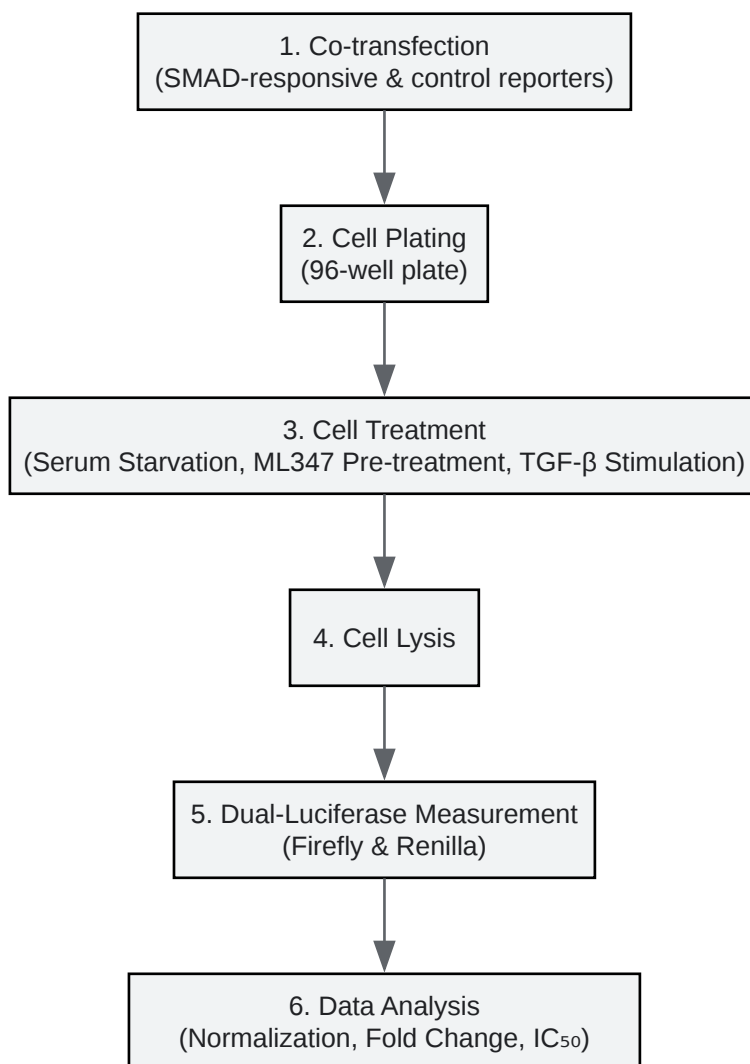 1. Co-transfection
(SMAD-responsive & control reporters)
2. Cell Plating
(96-well plate)
3. Cell Treatment
(Serum Starvation, ML347 Pre-treatment, TGF-β Stimulation)
4. Cell Lysis
5. Dual-Luciferase Measurement
(Firefly & Renilla)
6. Data Analysis
(Normalization, Fold Change, IC₅₀)